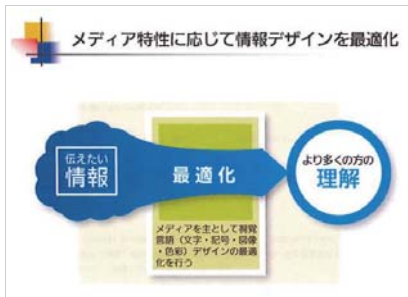 メディア特性に応じて情報デザインを最適化
伝えたい
情報
最適化
より多くの方の
理解
メディアを主として視覚
言語（文字・記号・図像
・色彩）デザインの最適
化を行う